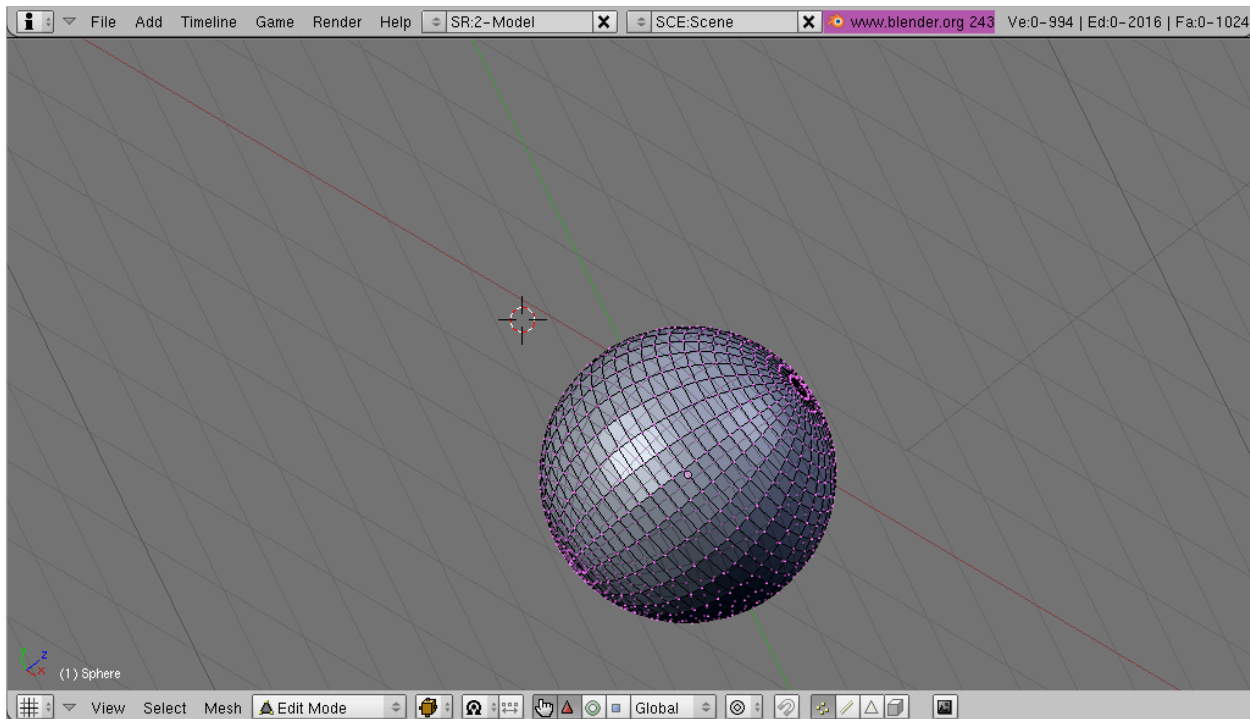 File Add Timeline Game Render Help SR:2-Model SCE:Scene www.blender.org 243 Ve:0-994 | Ed:0-2016 | Fa:0-1024
z
x
(1) Sphere
View Select Mesh Edit Mode Global